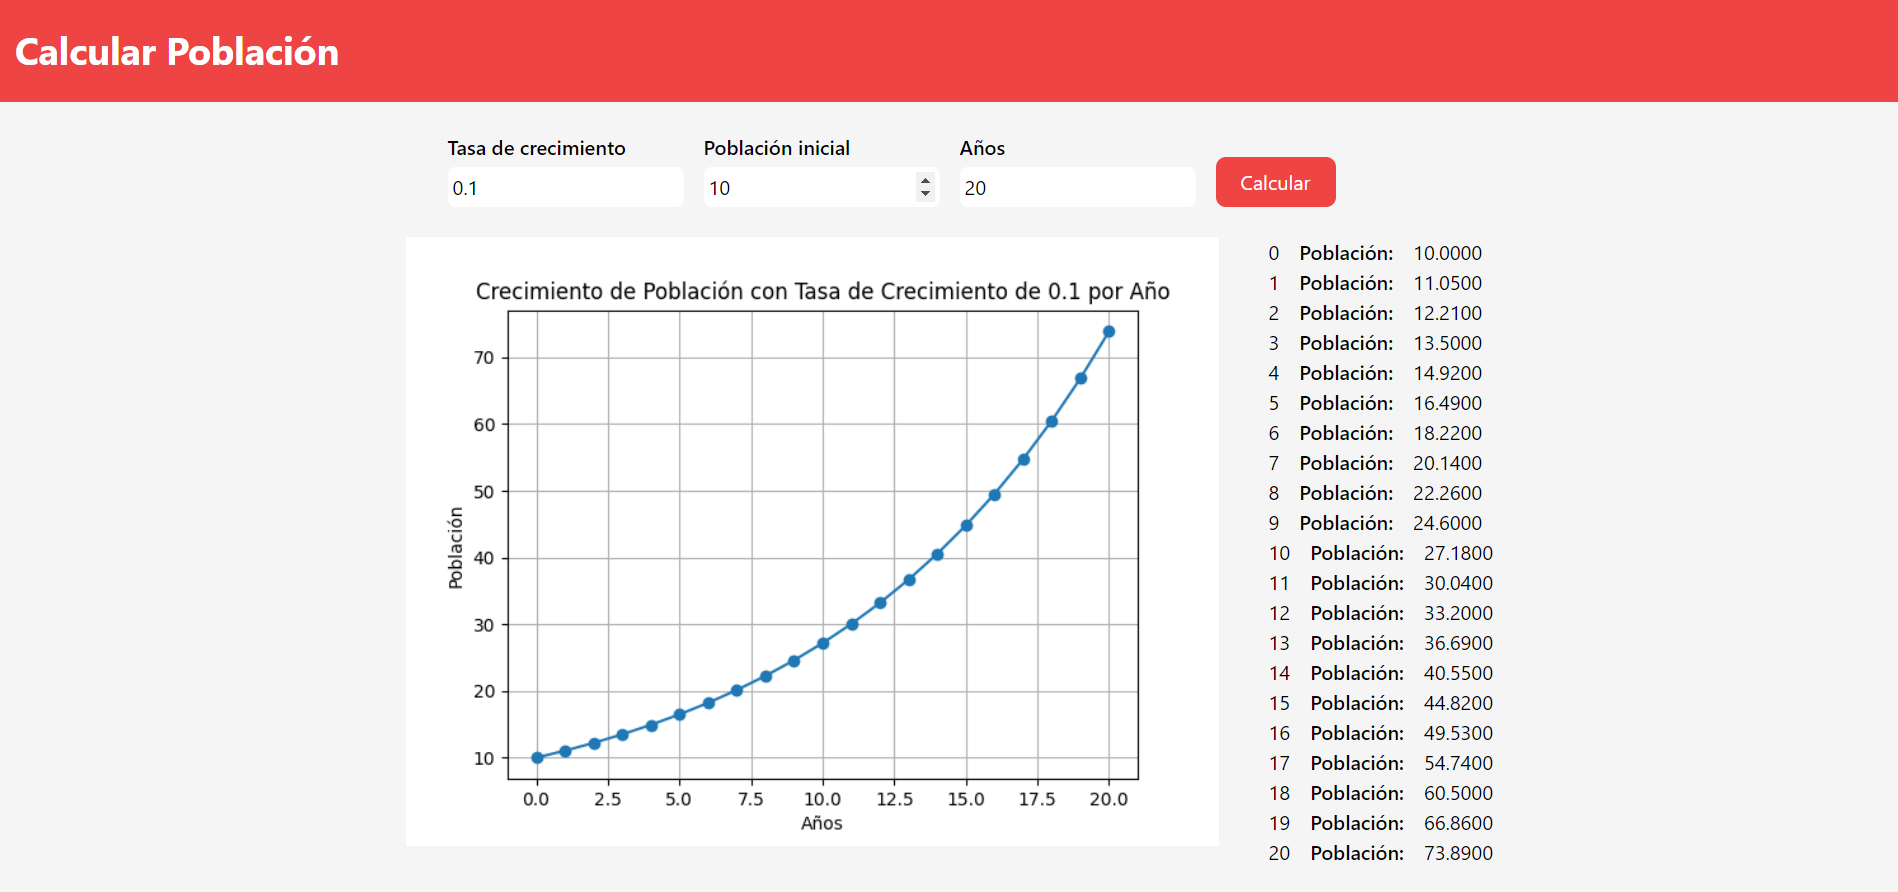 Calcular Población
Tasa de crecimiento
0.1
Población inicial
10
Años
20
Calcular
Crecimiento de Población con Tasa de Crecimiento de 0.1 por Año
Población
70
60
50
40
30
20
10
0.0 2.5 5.0 7.5 10.0 12.5 15.0 17.5 20.0
Años
0 Población: 10.0000
1 Población: 11.0500
2 Población: 12.2100
3 Población: 13.5000
4 Población: 14.9200
5 Población: 16.4900
6 Población: 18.2200
7 Población: 20.1400
8 Población: 22.2600
9 Población: 24.6000
10 Población: 27.1800
11 Población: 30.0400
12 Población: 33.2000
13 Población: 36.6900
14 Población: 40.5500
15 Población: 44.8200
16 Población: 49.5300
17 Población: 54.7400
18 Población: 60.5000
19 Población: 66.8600
20 Población: 73.8900